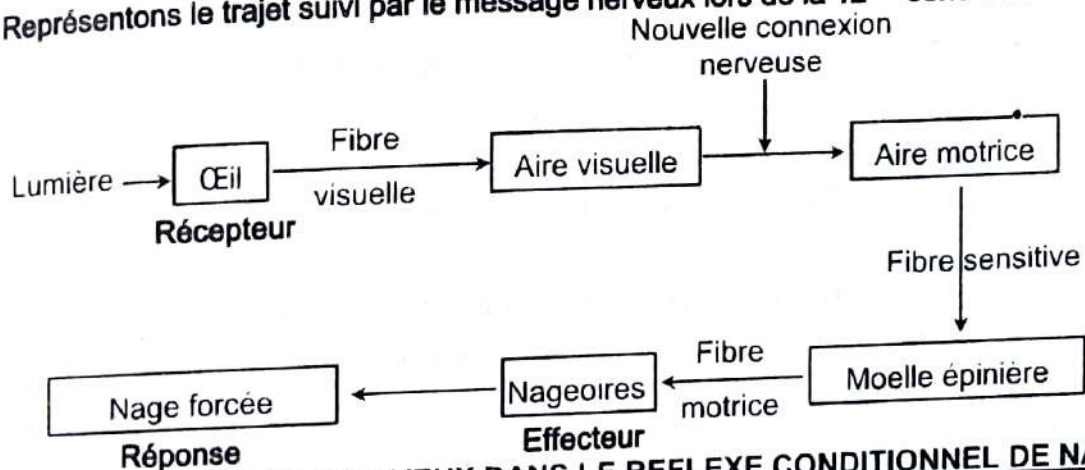 Représentons le trajet suivi par le message nerveux lors de la 12
Nouvelle connexion
nerveuse
Lumière
Œil
Récepteur
Fibre
visuelle
Aire visuelle
Aire motrice
Fibre sensitive
Moelle épinière
Fibre
motrice
Nageoires
Effecteur
Nage forcée
Réponse
DANS LE REFLEXE CONDITIONNEL DE